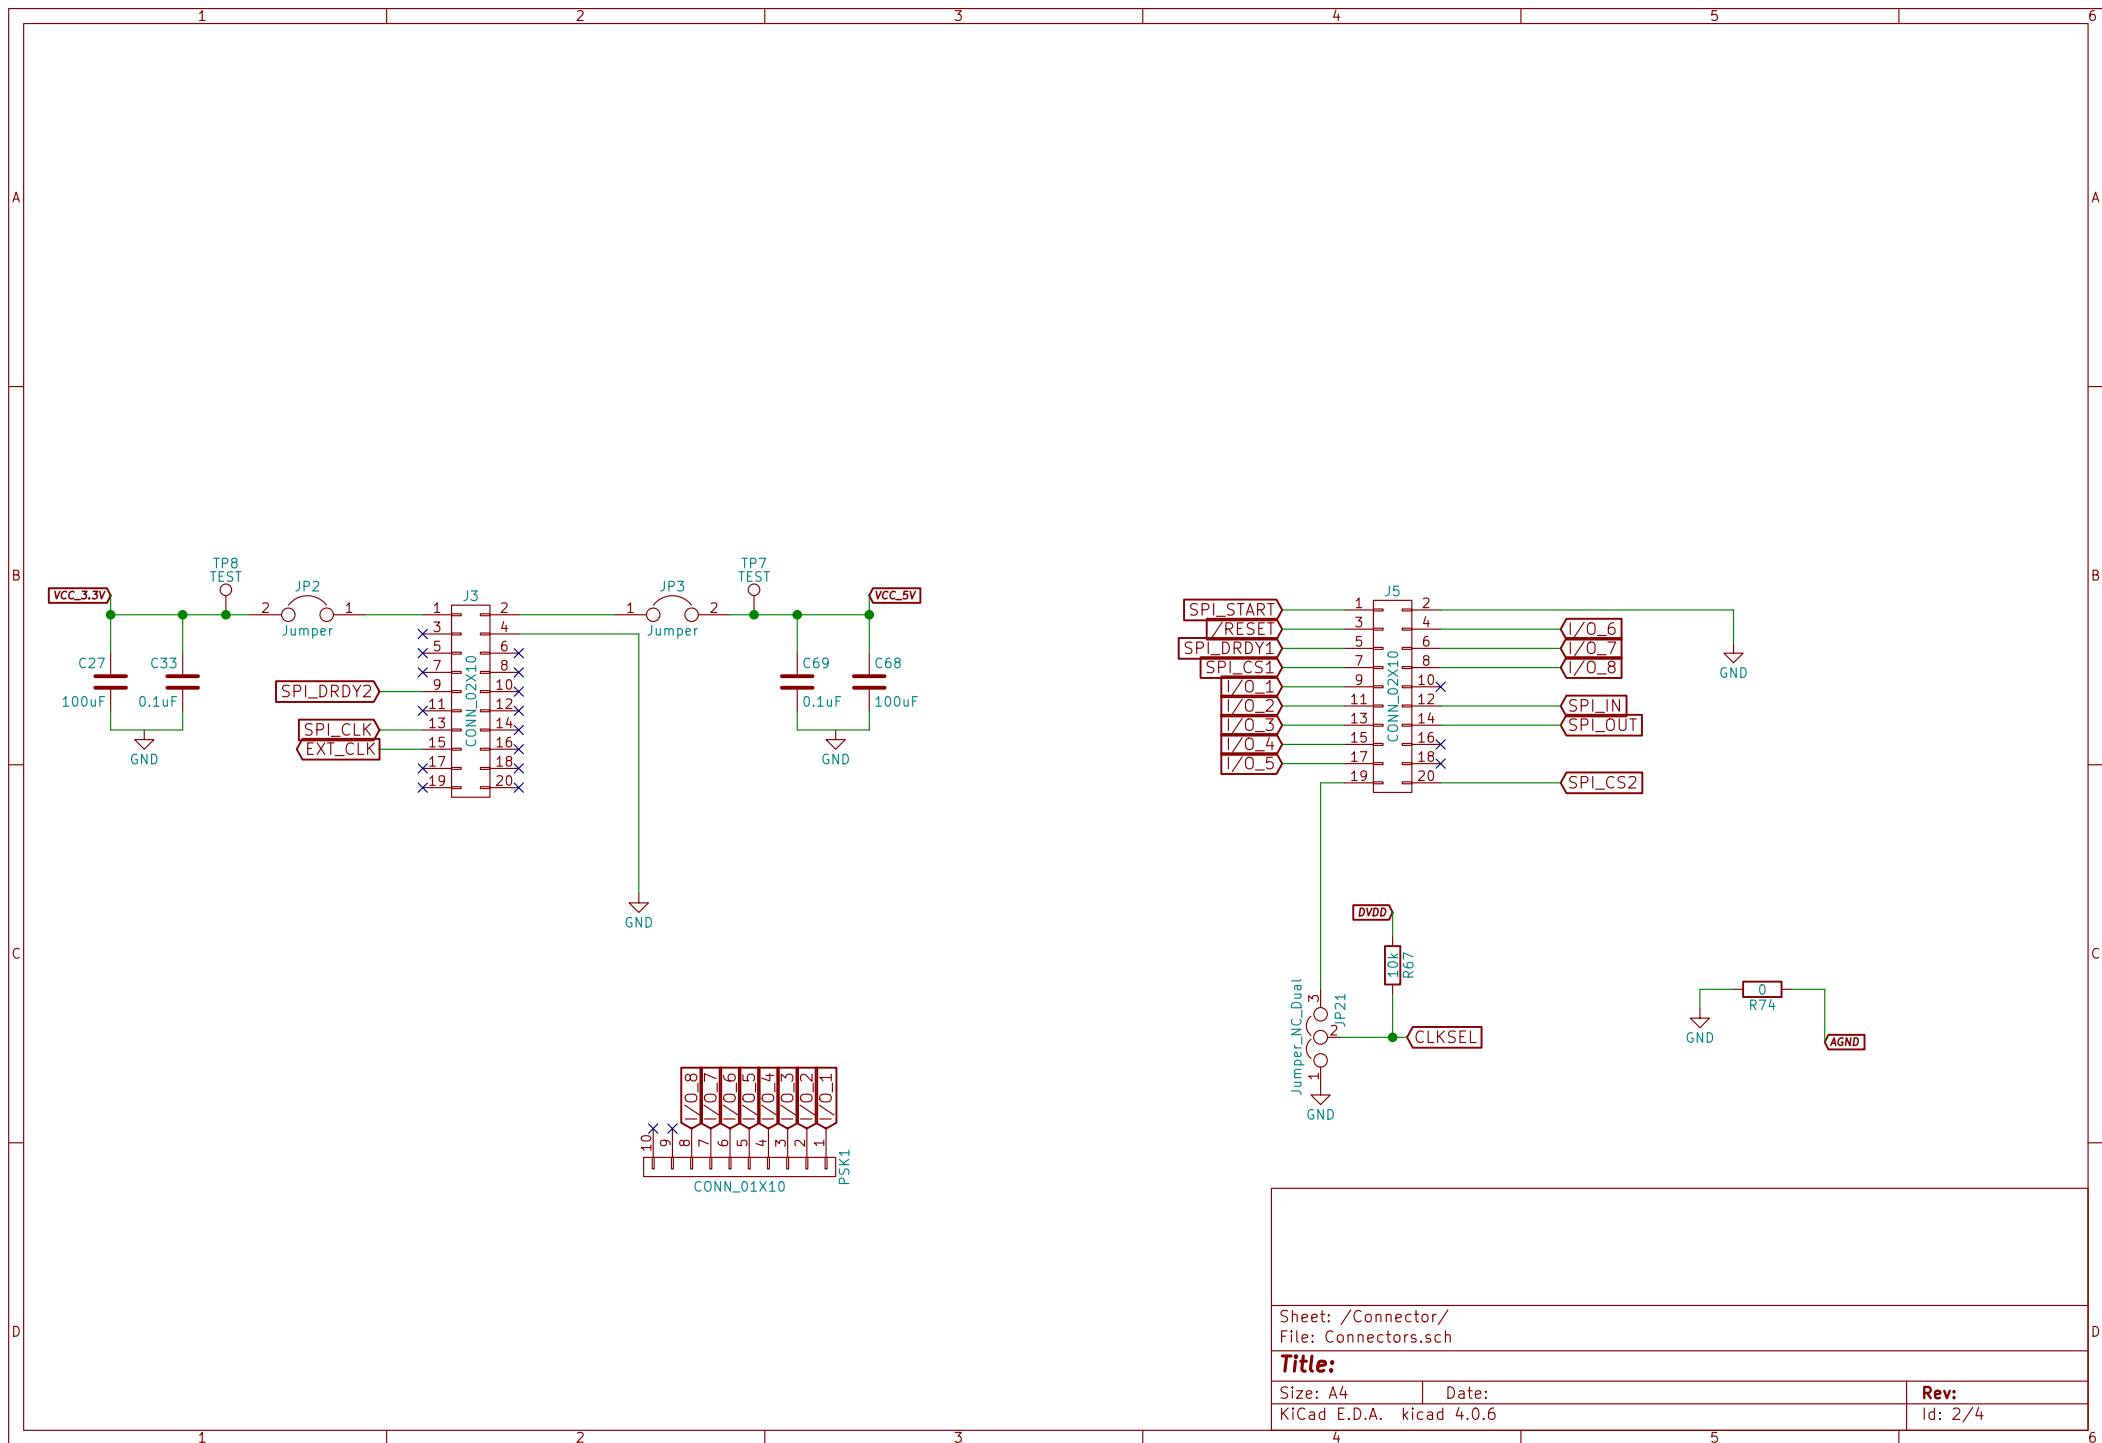 1 2 3 4 5 6
A A
B B
C C
D D
TP8
TEST
VCC_3.3V
JP2
2 1
Jumper
C27
100uF
C33
0.1uF
GND
J3
CONN_02X10
1 2
3 4
5 6
7 8
9 10
11 12
13 14
15 16
17 18
19 20
SPI_DRDY2
SPI_CLK
EXT_CLK
JP3
1 2
Jumper
TP7
TEST
VCC_5V
C69
0.1uF
C68
100uF
GND
GND
J5
CONN_02X10
SPI_START 1 2
/RESET 3 4 I/O_6
SPI_DRDY1 5 6 I/O_7
SPI_CS1 7 8 I/O_8
I/O_1 9 10
I/O_2 11 12 SPI_IN
I/O_3 13 14 SPI_OUT
I/O_4 15 16
I/O_5 17 18
19 20 SPI_CS2
GND
DVDD
10k
R67
Jumper_NC_Dual
JP21
3
2
1
CLKSEL
GND
0
R74
GND
AGND
I/O_8 I/O_7 I/O_6 I/O_5 I/O_4 I/O_3 I/O_2 I/O_1
10 9 8 7 6 5 4 3 2 1
PSK1
CONN_01X10
Sheet: /Connector/
File: Connectors.sch
Title:
Size: A4 Date: Rev:
KiCad E.D.A. kicad 4.0.6 Id: 2/4
1 2 3 4 5 6